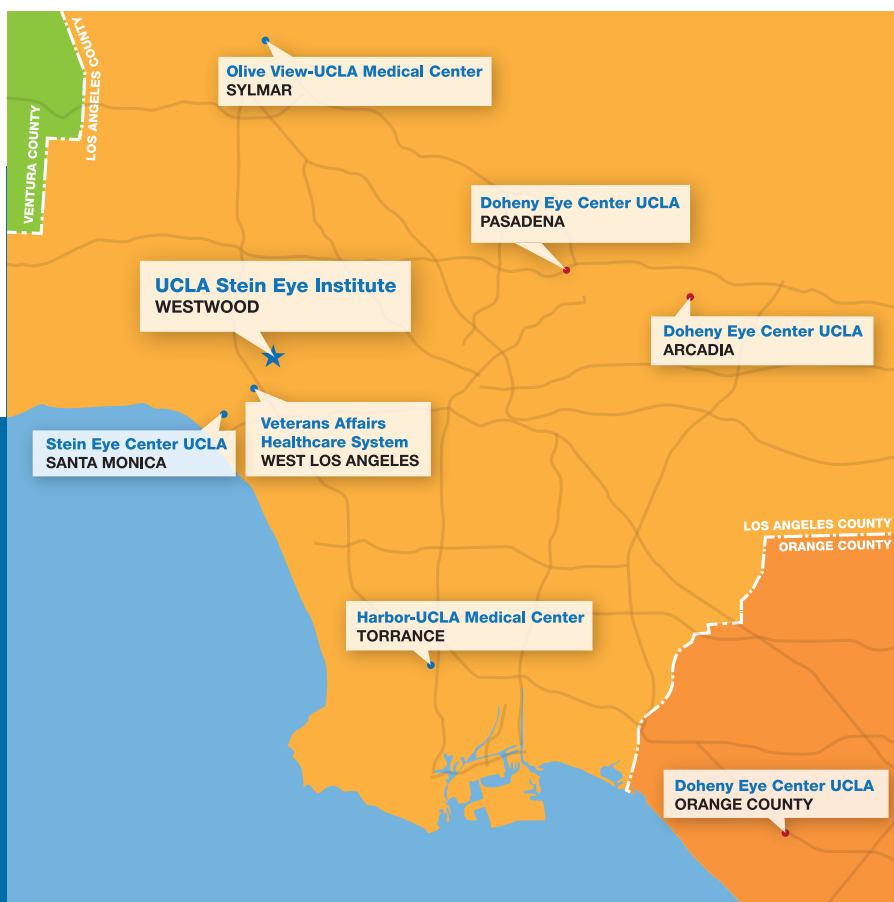 LOS ANGELES COUNTY
VENTURA COUNTY
Olive View-UCLA Medical Center
SYLMAR
Doheny Eye Center UCLA
PASADENA
UCLA Stein Eye Institute
WESTWOOD
Doheny Eye Center UCLA
ARCADIA
Stein Eye Center UCLA
SANTA MONICA
Veterans Affairs
Healthcare System
WEST LOS ANGELES
LOS ANGELES COUNTY
ORANGE COUNTY
Harbor-UCLA Medical Center
TORRANCE
Doheny Eye Center UCLA
ORANGE COUNTY